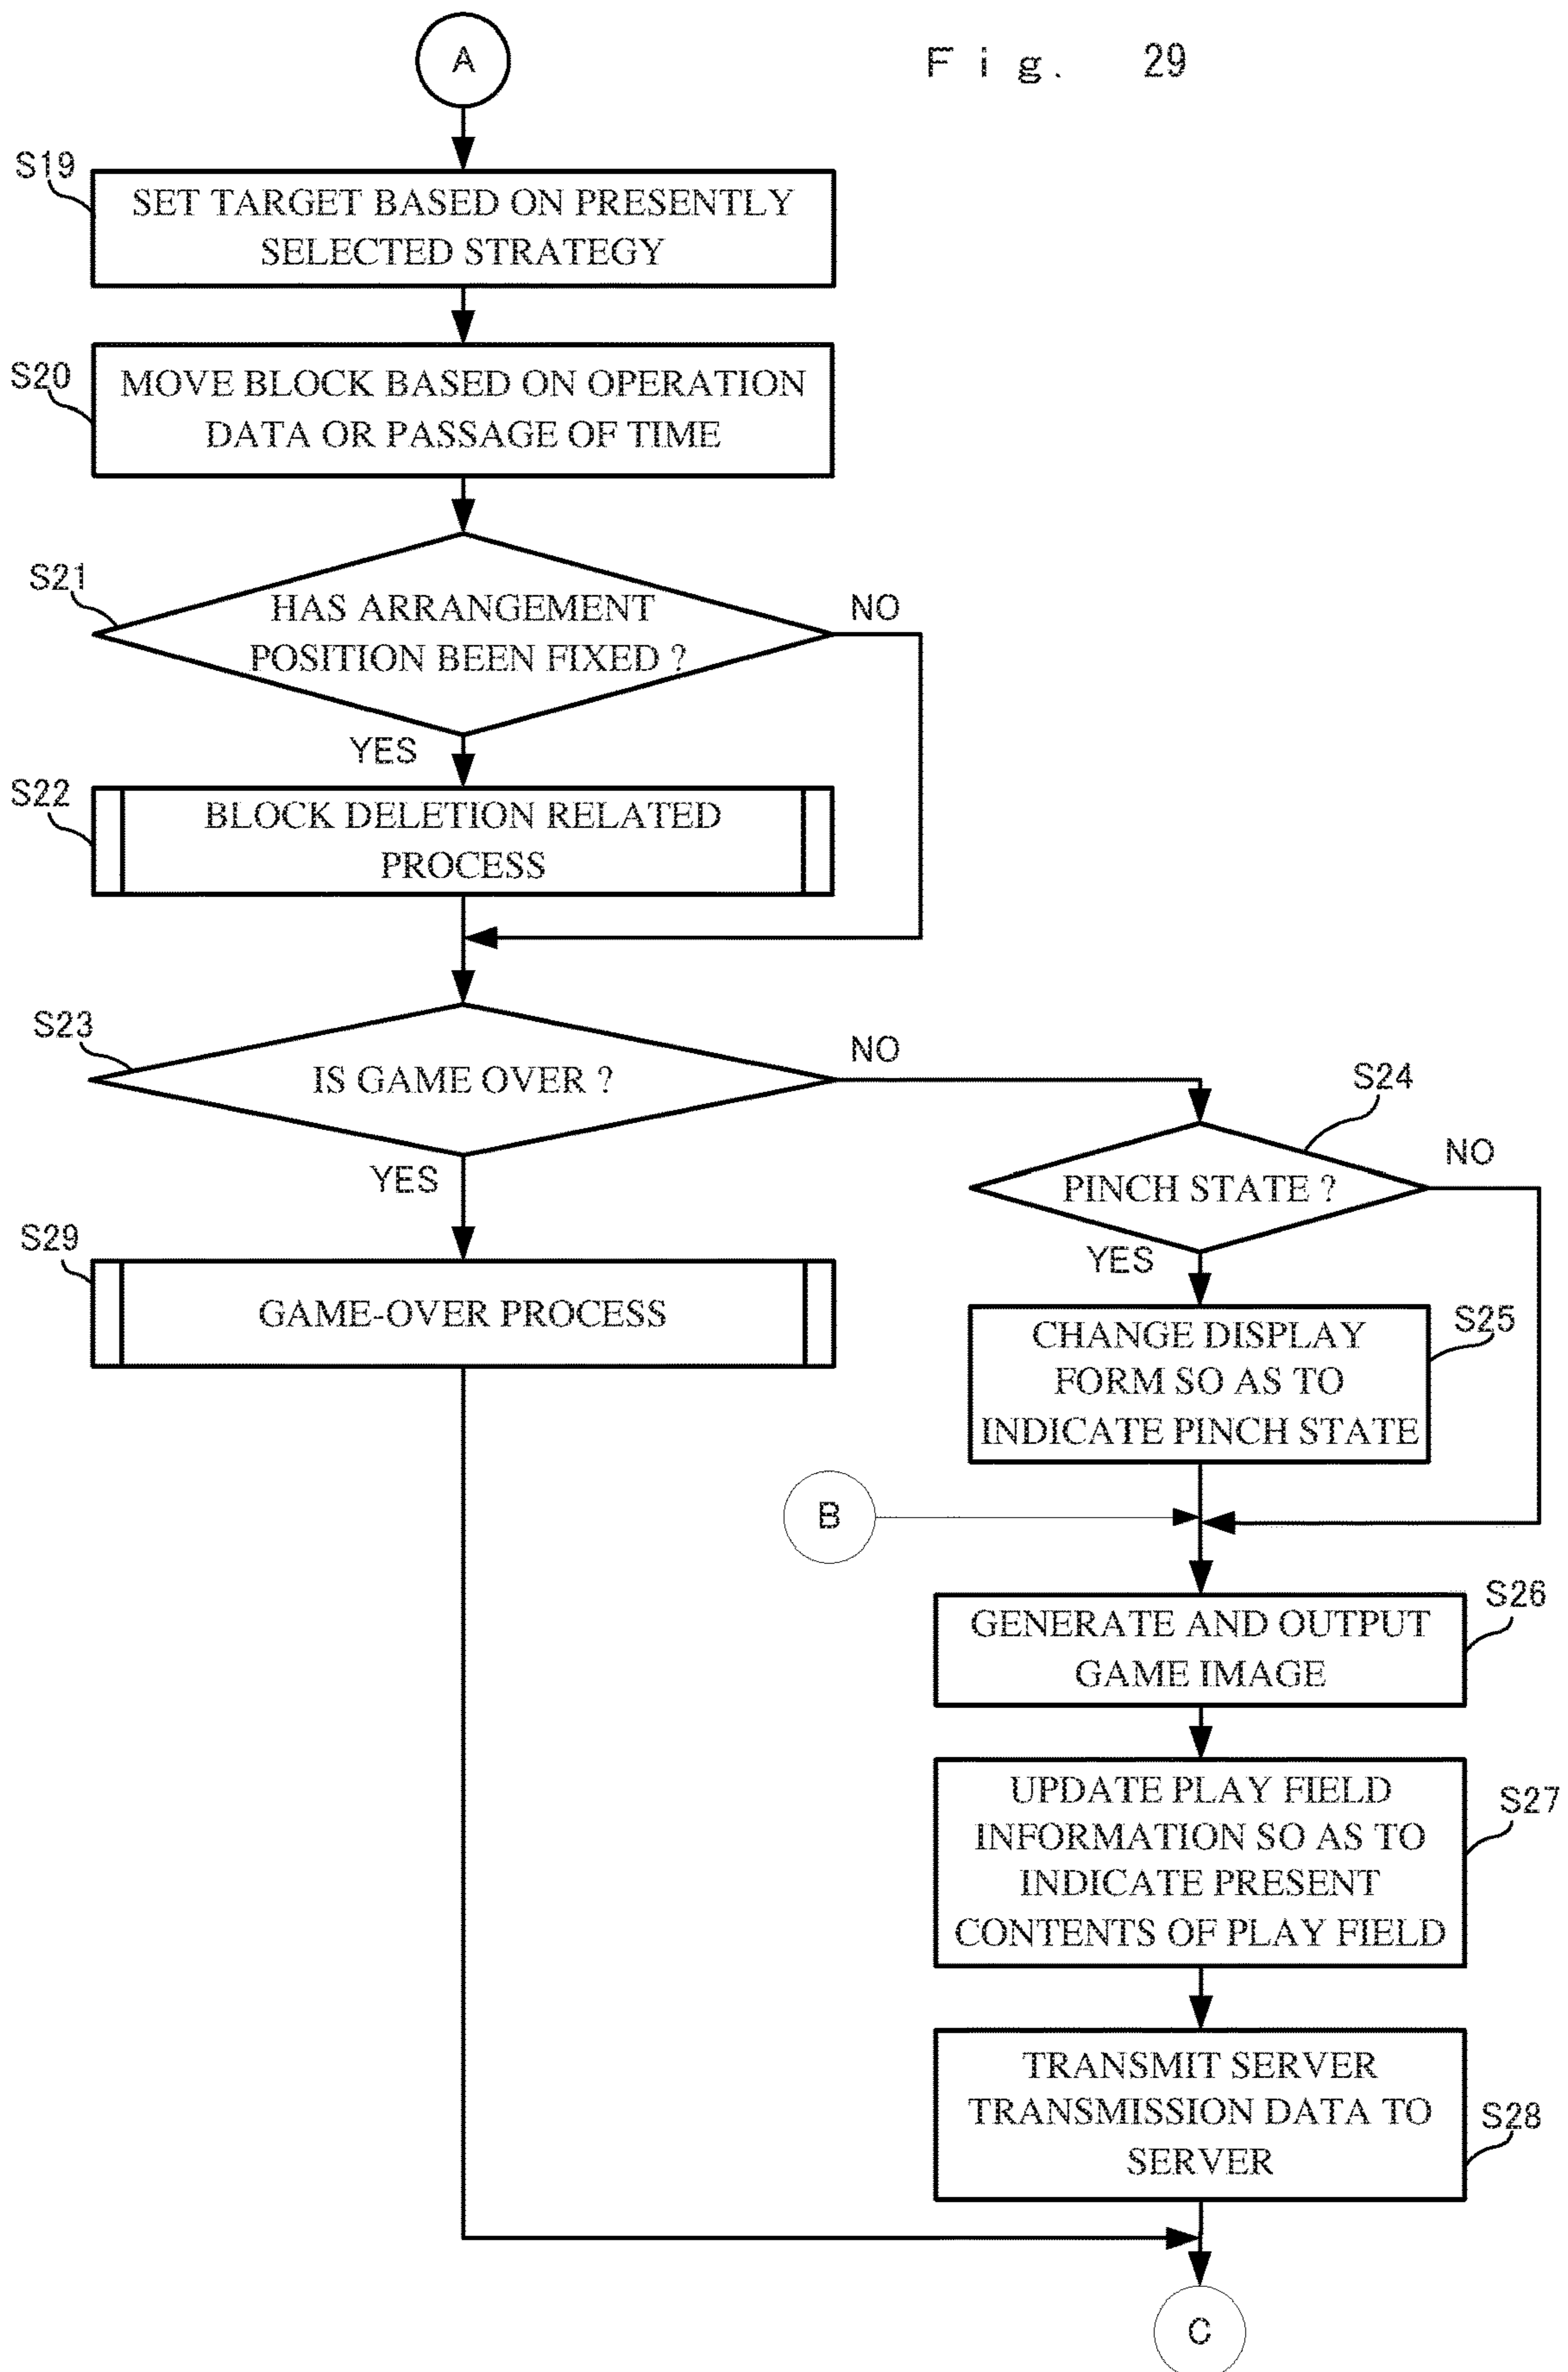 A
Fig. 29
S19
SET TARGET BASED ON PRESENTLY
SELECTED STRATEGY
S20
MOVE BLOCK BASED ON OPERATION
DATA OR PASSAGE OF TIME
S21
HAS ARRANGEMENT
POSITION BEEN FIXED ?
NO
YES
S22
BLOCK DELETION RELATED
PROCESS
S23
IS GAME OVER ?
NO
YES
S24
PINCH STATE ?
NO
YES
S29
GAME-OVER PROCESS
S25
CHANGE DISPLAY
FORM SO AS TO
INDICATE PINCH STATE
B
S26
GENERATE AND OUTPUT
GAME IMAGE
S27
UPDATE PLAY FIELD
INFORMATION SO AS TO
INDICATE PRESENT
CONTENTS OF PLAY FIELD
S28
TRANSMIT SERVER
TRANSMISSION DATA TO
SERVER
C